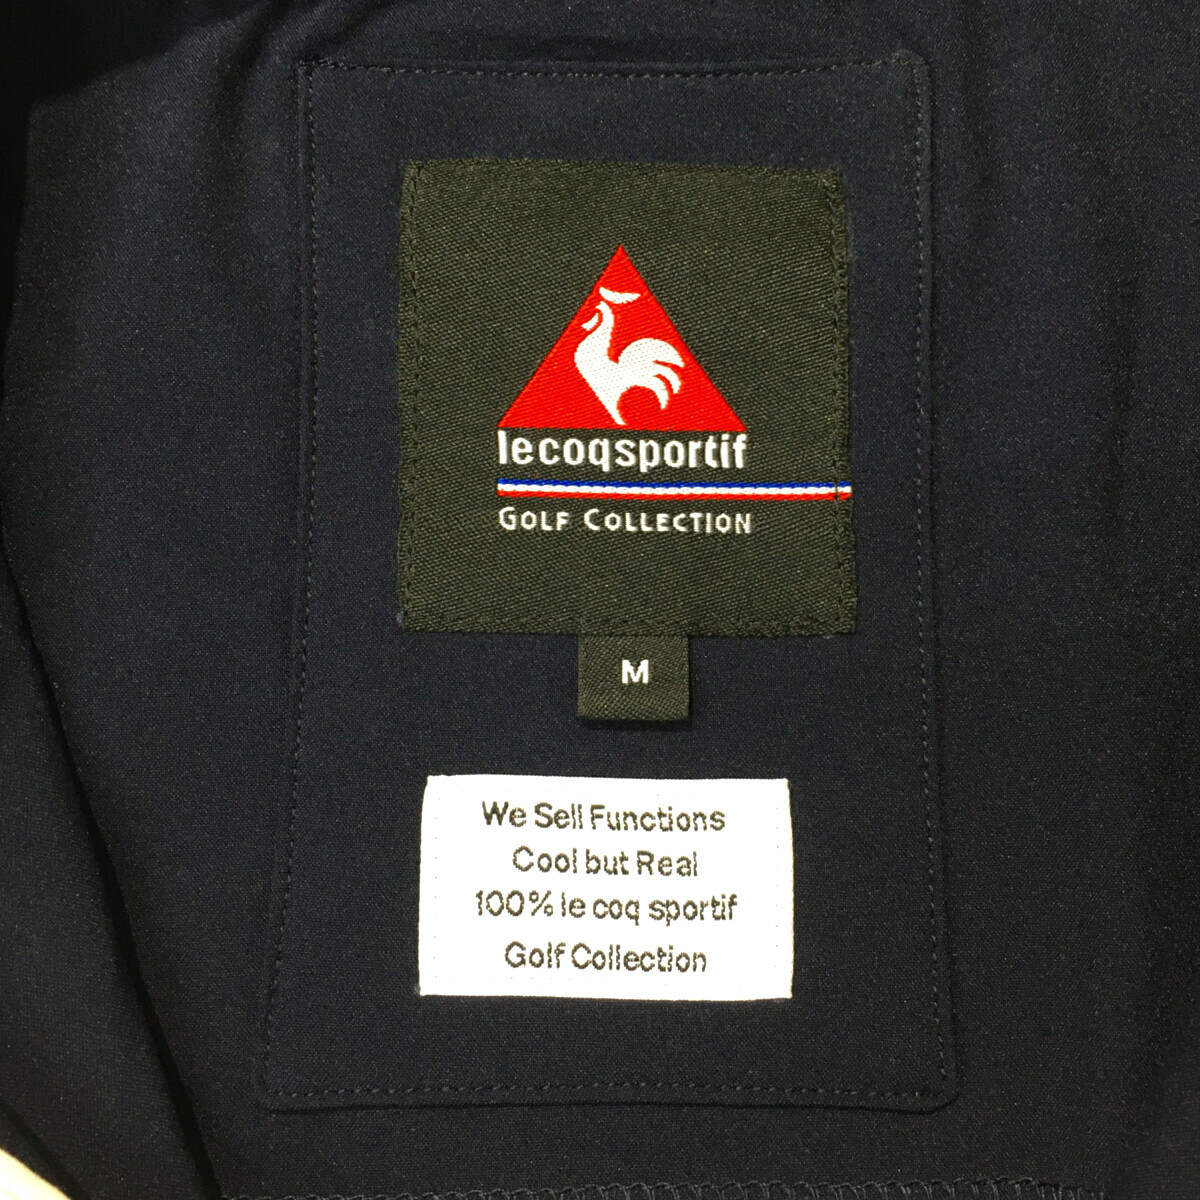 lecoqsportif
GOLF COLLECTION
M
We Sell Functions
Cool but Real
100% le coq sportif
Golf Collection